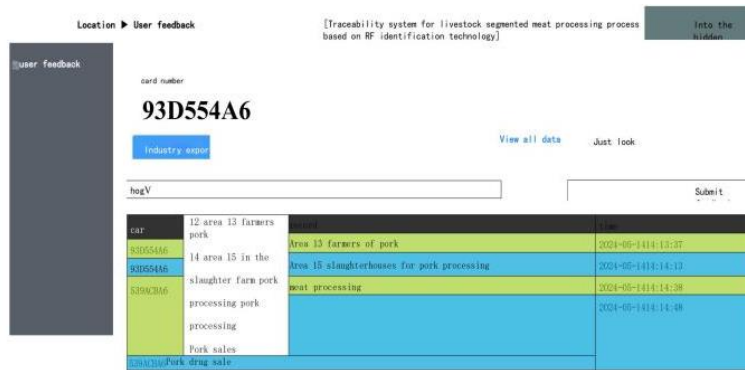 Location ▶ User feedback
[Traceability system for livestock segmented meat processing process
based on RF identification technology]
Into the
hidden
user feedback
card number
93D554A6
Industry expor
View all data
Just look
hogV
Submit
car
12 area 13 farmers
pork
14 area 15 in the
slaughter farm pork
processing pork
processing
Pork sales
time
93D554A6
Area 13 farmers of pork
2024-05-1414:13:37
93D554A6
Area 15 slaughterhouses for pork processing
2024-05-1414:14:13
539ACBA6
meat processing
2024-05-1414:14:38
2024-05-1414:14:48
539ACBA6Pork drug sale